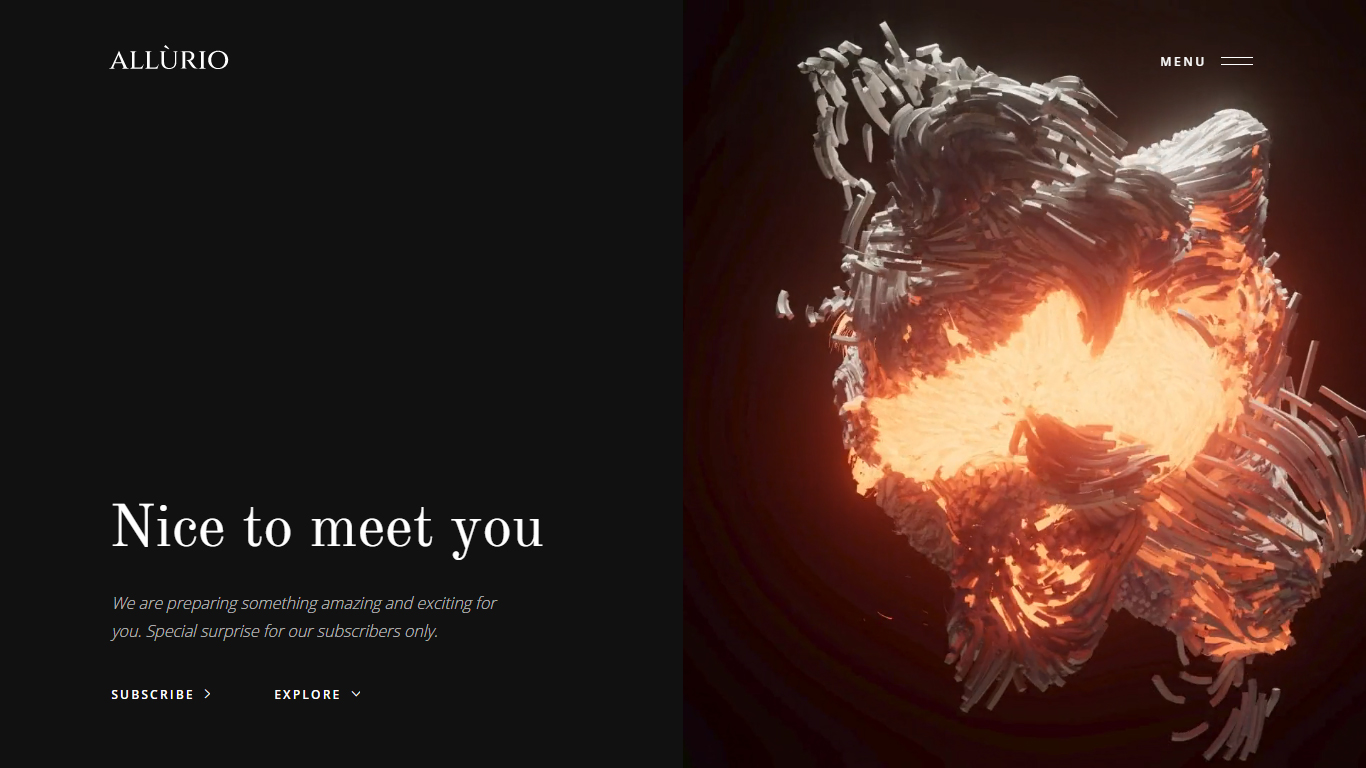 ALLÙRIO
MENU
Nice to meet you
We are preparing something amazing and exciting for
you. Special surprise for our subscribers only.
SUBSCRIBE
EXPLORE